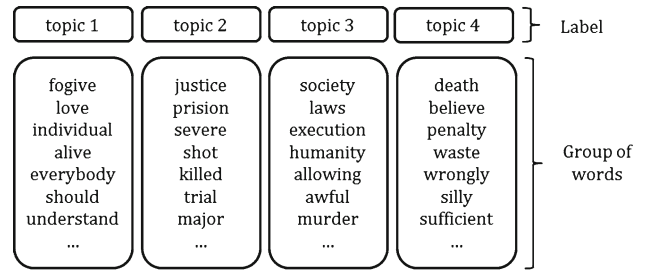 topic 1 topic 2 topic 3 topic 4 Label
fogive justice society death
love prision laws believe
individual severe execution penalty
alive shot humanity waste
everybody killed allowing wrongly
should trial awful silly
understand major murder sufficient
... ... ... ...
Group of
words